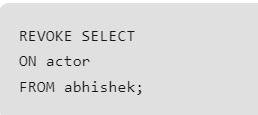 REVOKE SELECT
ON actor
FROM abhishek;